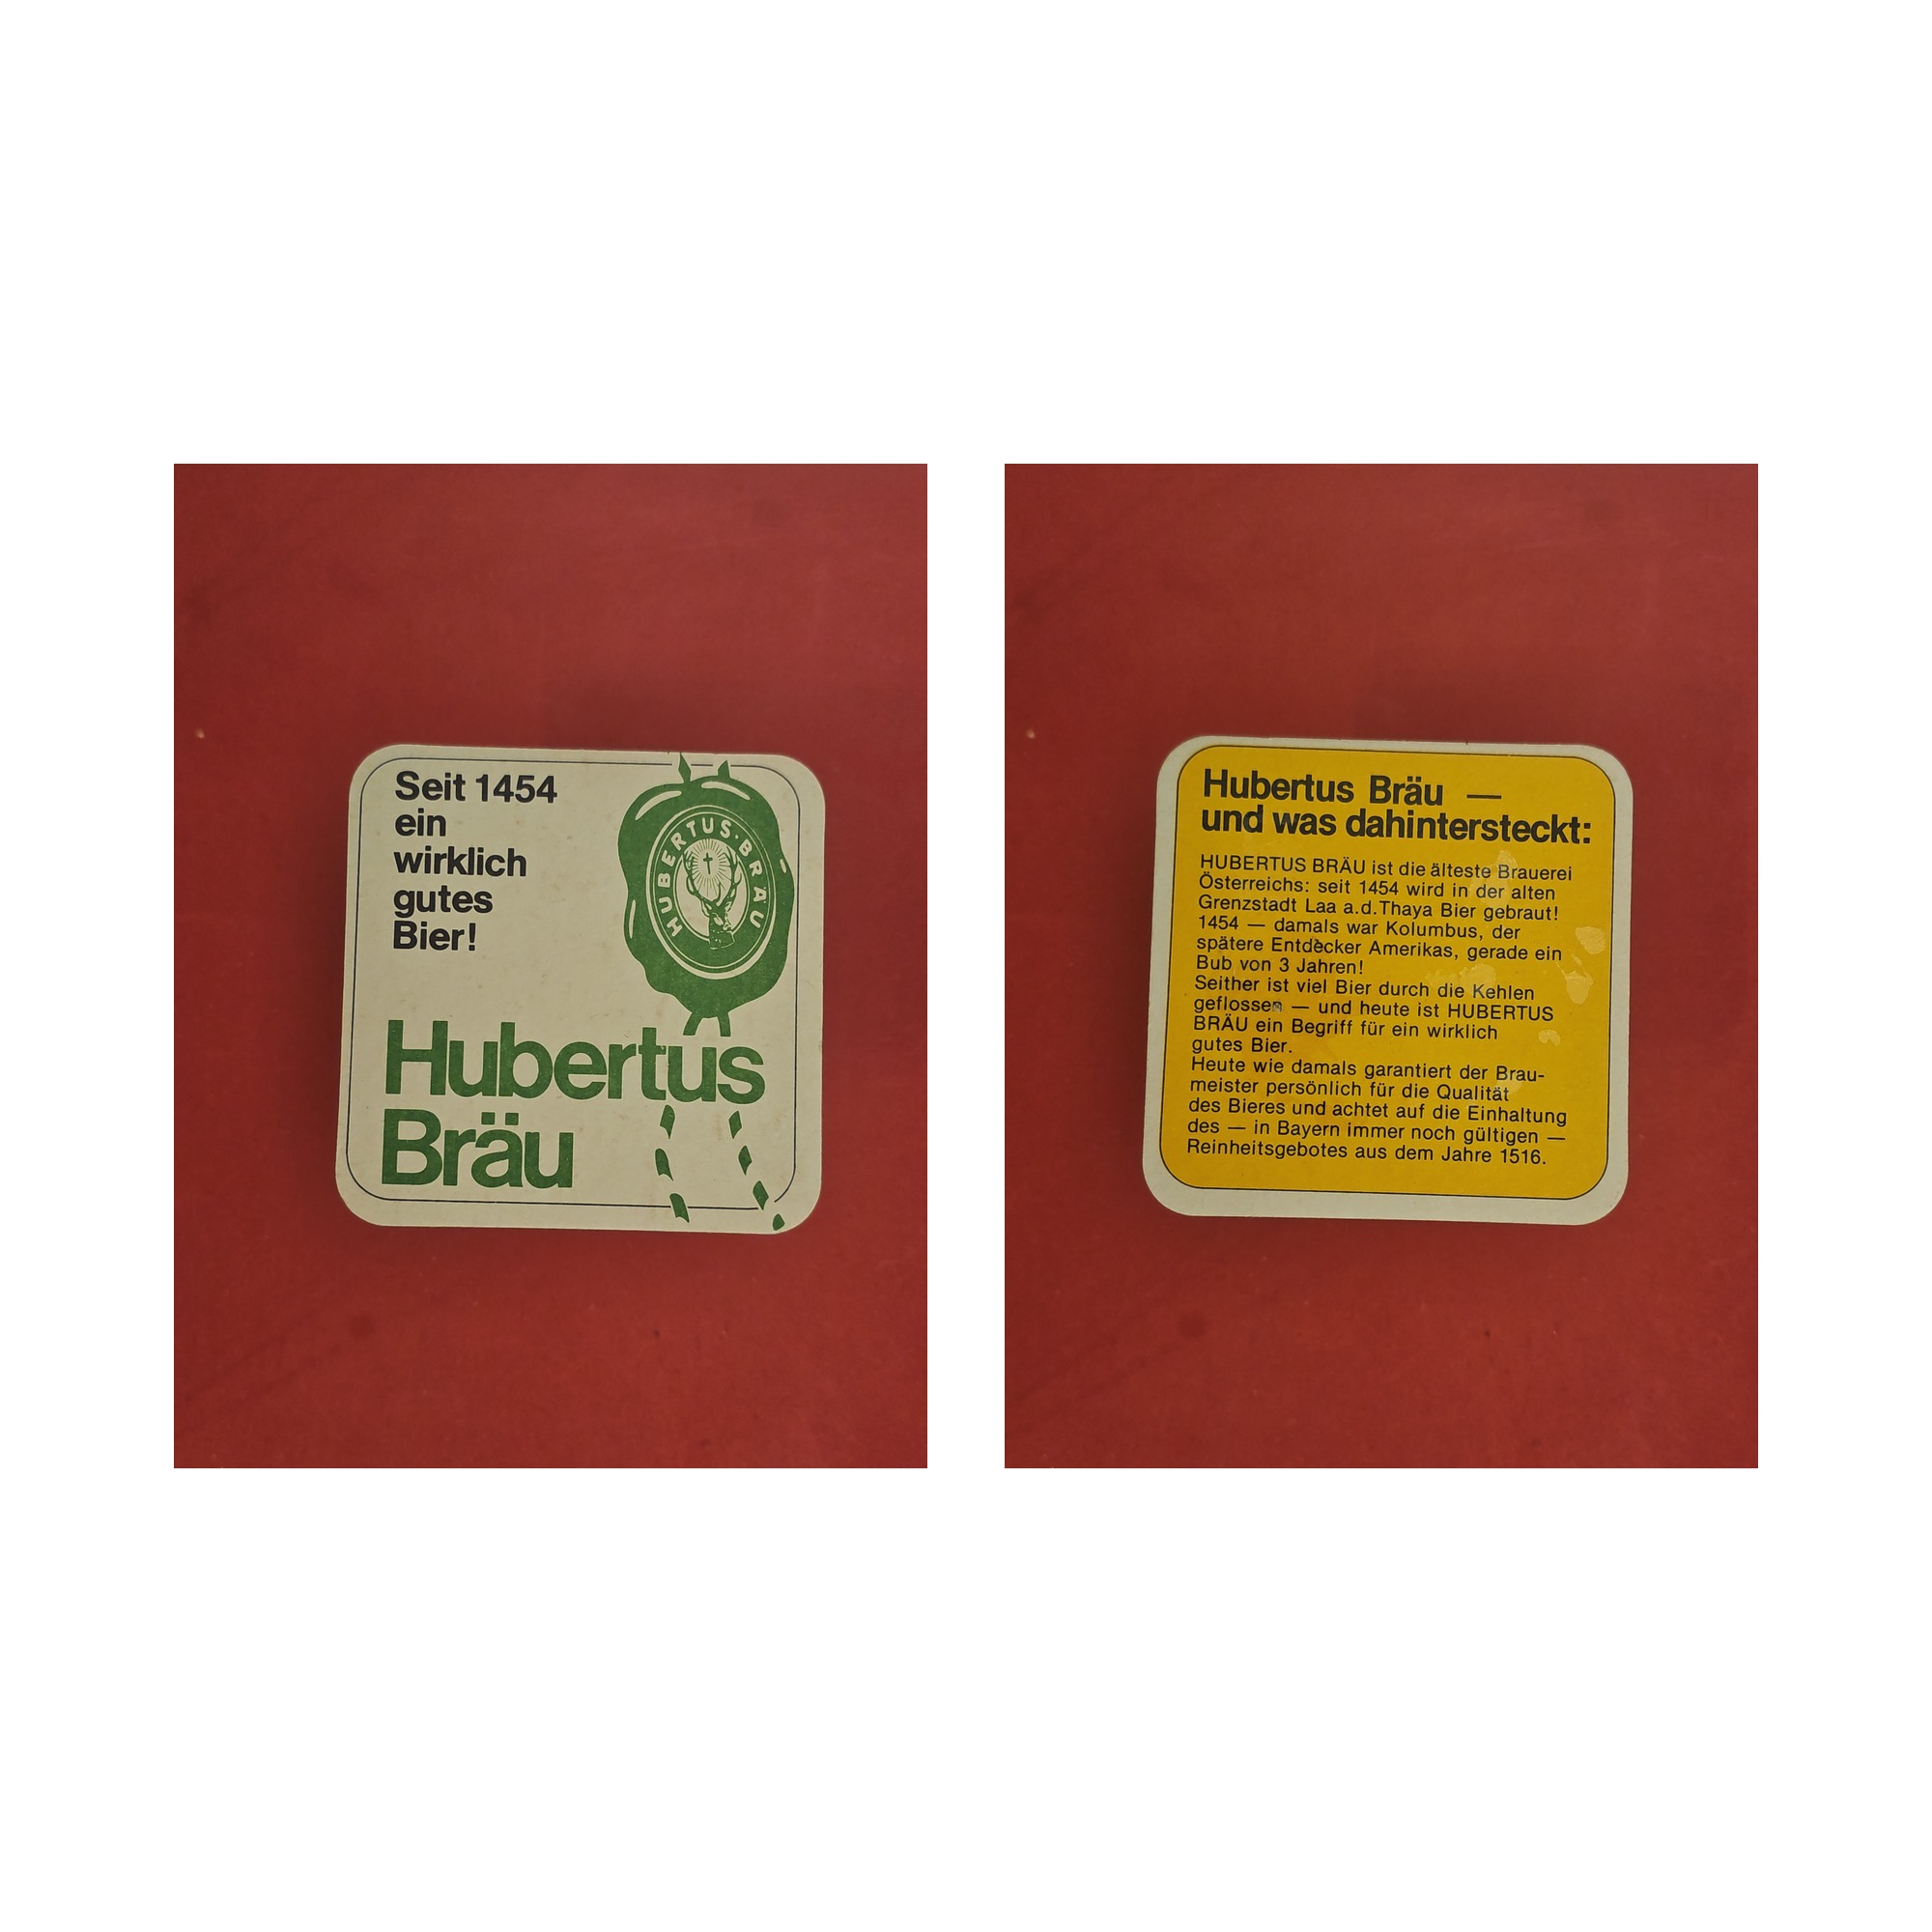 Seit 1454
ein
wirklich
gutes
Bier!
HUBERTUS·BRÄU
Hubertus
Bräu
Hubertus Bräu —
und was dahintersteckt:
HUBERTUS BRÄU ist die älteste Brauerei
Österreichs: seit 1454 wird in der alten
Grenzstadt Laa a.d.Thaya Bier gebraut!
1454 — damals war Kolumbus, der
spätere Entdecker Amerikas, gerade ein
Bub von 3 Jahren!
Seither ist viel Bier durch die Kehlen
geflossen — und heute ist HUBERTUS
BRÄU ein Begriff für ein wirklich
gutes Bier.
Heute wie damals garantiert der Brau-
meister persönlich für die Qualität
des Bieres und achtet auf die Einhaltung
des — in Bayern immer noch gültigen —
Reinheitsgebotes aus dem Jahre 1516.